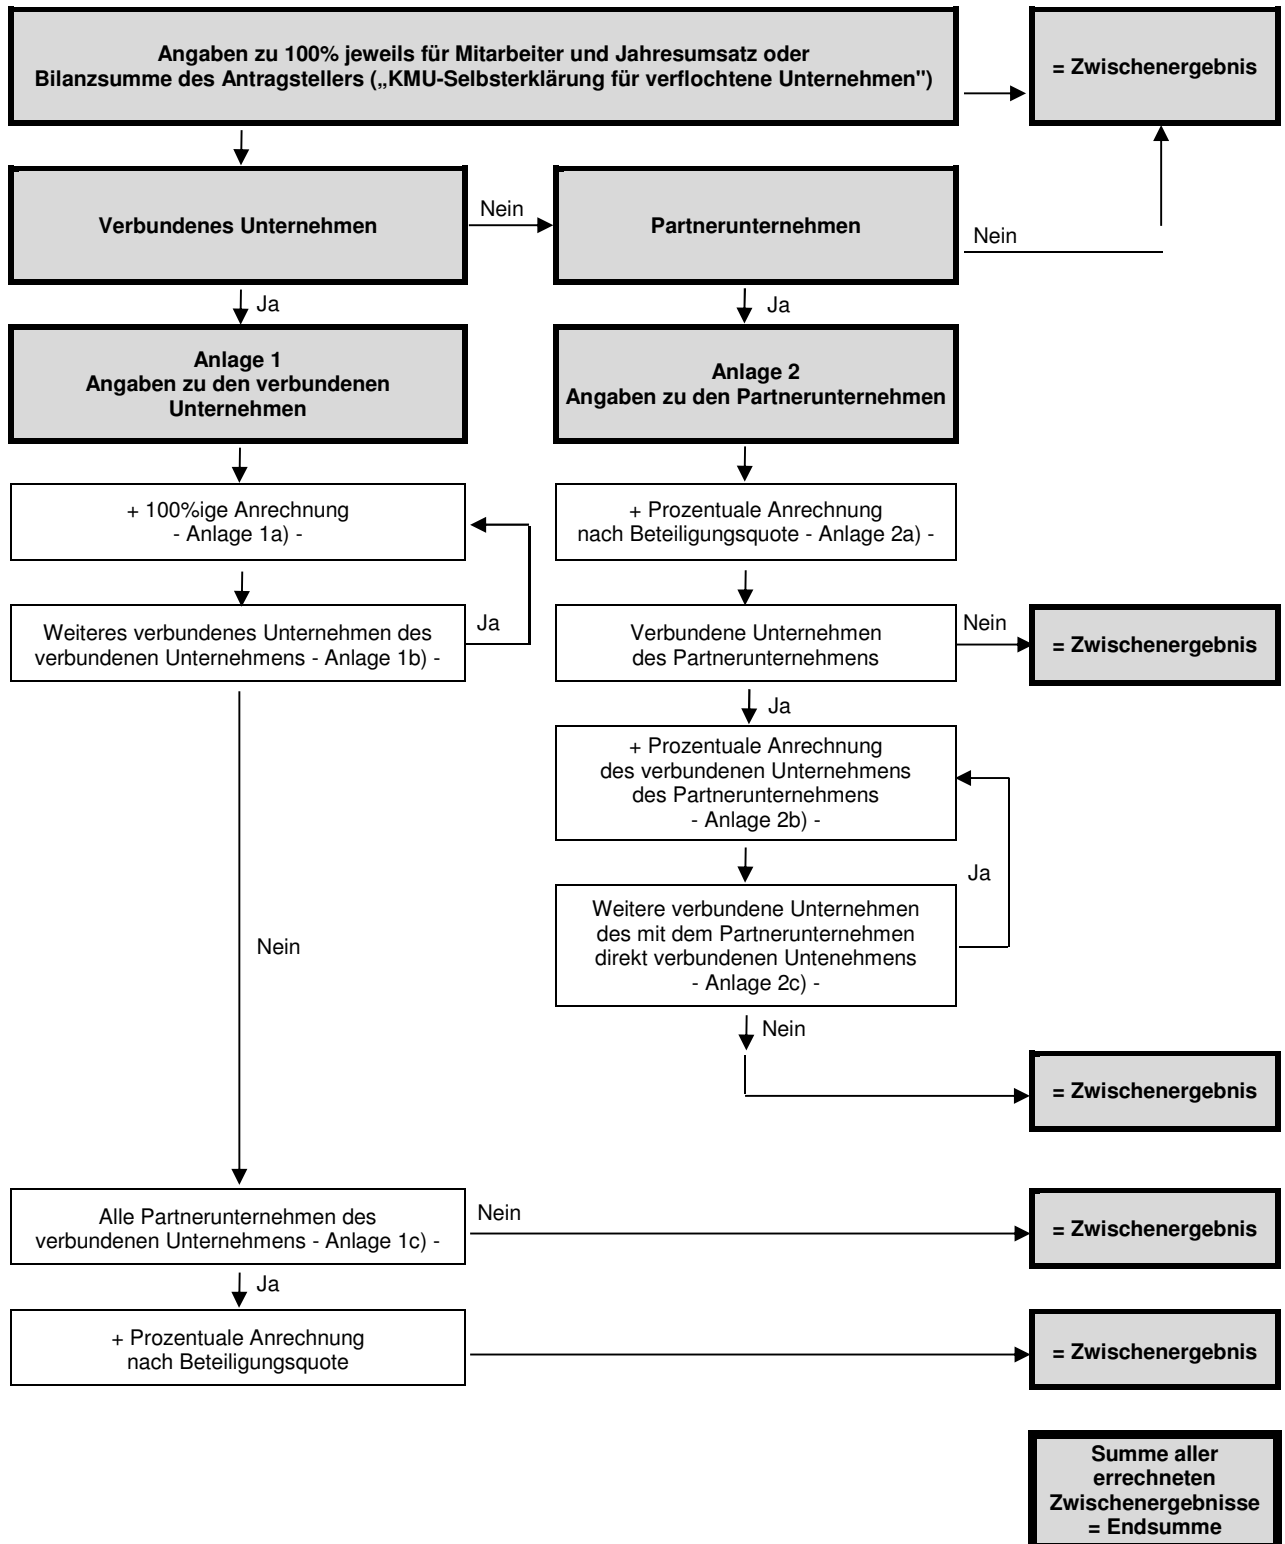 Angaben zu 100% jeweils für Mitarbeiter und Jahresumsatz oder
Bilanzsumme des Antragstellers („KMU-Selbsterklärung für verflochtene Unternehmen")
= Zwischenergebnis
Verbundenes Unternehmen
Nein
Partnerunternehmen
Nein
Ja
Ja
Anlage 1
Angaben zu den verbundenen
Unternehmen
Anlage 2
Angaben zu den Partnerunternehmen
+ 100%ige Anrechnung
- Anlage 1a) -
+ Prozentuale Anrechnung
nach Beteiligungsquote - Anlage 2a) -
Weiteres verbundenes Unternehmen des
verbundenen Unternehmens - Anlage 1b) -
Ja
Verbundene Unternehmen
des Partnerunternehmens
Nein
= Zwischenergebnis
Ja
+ Prozentuale Anrechnung
des verbundenen Unternehmens
des Partnerunternehmens
- Anlage 2b) -
Ja
Weitere verbundene Unternehmen
des mit dem Partnerunternehmen
direkt verbundenen Untenehmens
- Anlage 2c) -
Nein
Nein
= Zwischenergebnis
Alle Partnerunternehmen des
verbundenen Unternehmens - Anlage 1c) -
Nein
= Zwischenergebnis
Ja
+ Prozentuale Anrechnung
nach Beteiligungsquote
= Zwischenergebnis
Summe aller
errechneten
Zwischenergebnisse
= Endsumme